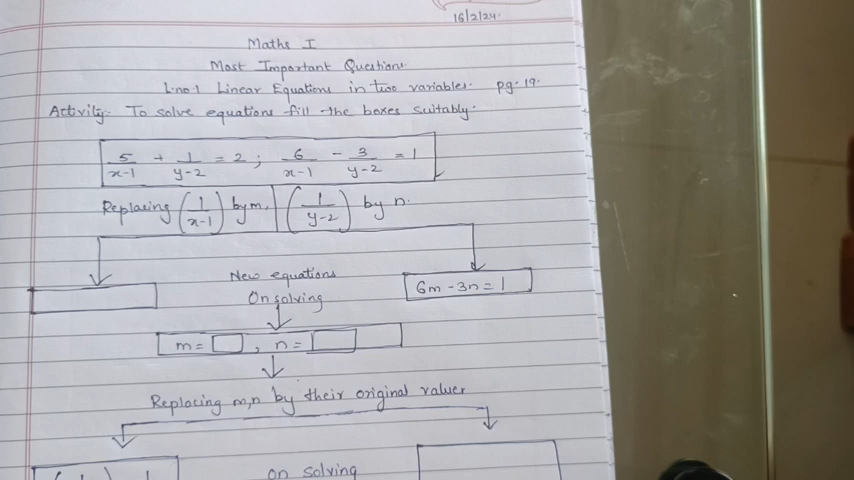 16/2/24.
Maths I
Most Important Questions.
L.no.1 Linear Equations in two variables. pg.19.
Activity:- To solve equations fill the boxes suitably.
5/(x-1) + 1/(y-2) = 2 ; 6/(x-1) - 3/(y-2) = 1
Replacing (1/(x-1)) by m, (1/(y-2)) by n.
New equations
6m - 3n = 1
On solving
m = □ , n = □
Replacing m,n by their original values
on solving